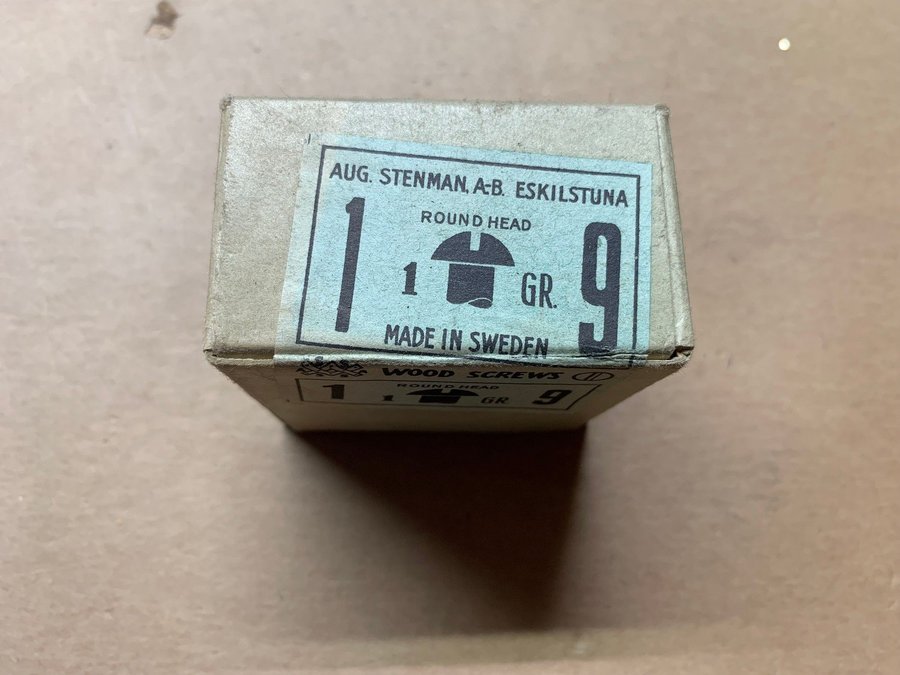 AUG. STENMAN, A-B. ESKILSTUNA
ROUND HEAD
1 1 GR. 9
MADE IN SWEDEN
WOOD SCREWS
ROUND HEAD
1 1 GR 9